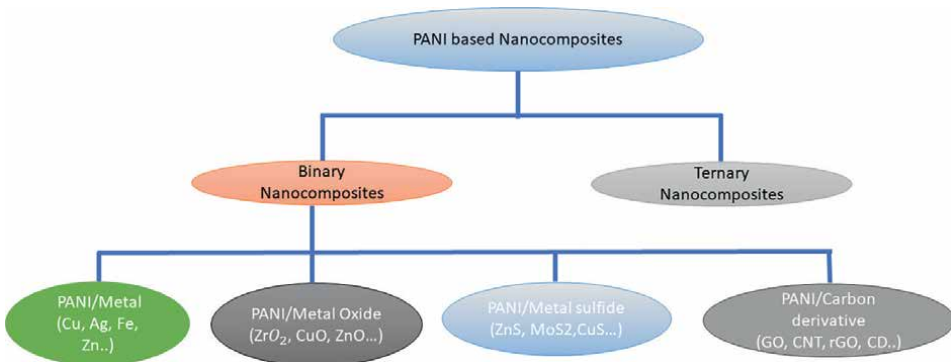 PANI based Nanocomposites
Binary
Nanocomposites
Ternary
Nanocomposites
PANI/Metal
(Cu, Ag, Fe,
Zn..)
PANI/Metal Oxide
(ZrO₂, CuO, ZnO...)
PANI/Metal sulfide
(ZnS, MoS2,CuS...)
PANI/Carbon
derivative
(GO, CNT, rGO, CD..)